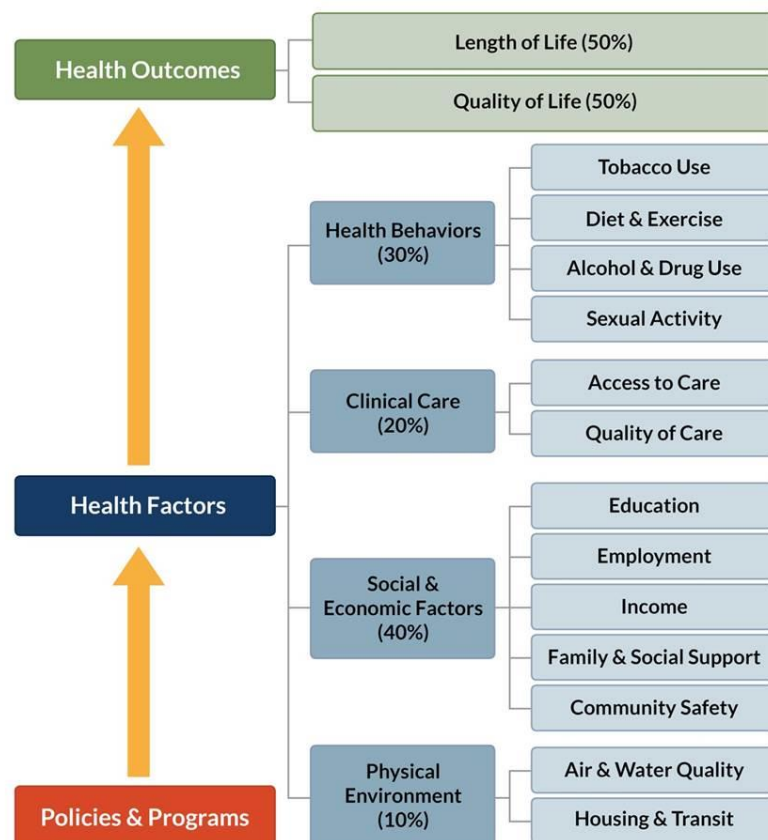 Health Outcomes
Length of Life (50%)
Quality of Life (50%)
Health Factors
Health Behaviors
(30%)
Tobacco Use
Diet & Exercise
Alcohol & Drug Use
Sexual Activity
Clinical Care
(20%)
Access to Care
Quality of Care
Social &
Economic Factors
(40%)
Education
Employment
Income
Family & Social Support
Community Safety
Physical
Environment
(10%)
Air & Water Quality
Housing & Transit
Policies & Programs